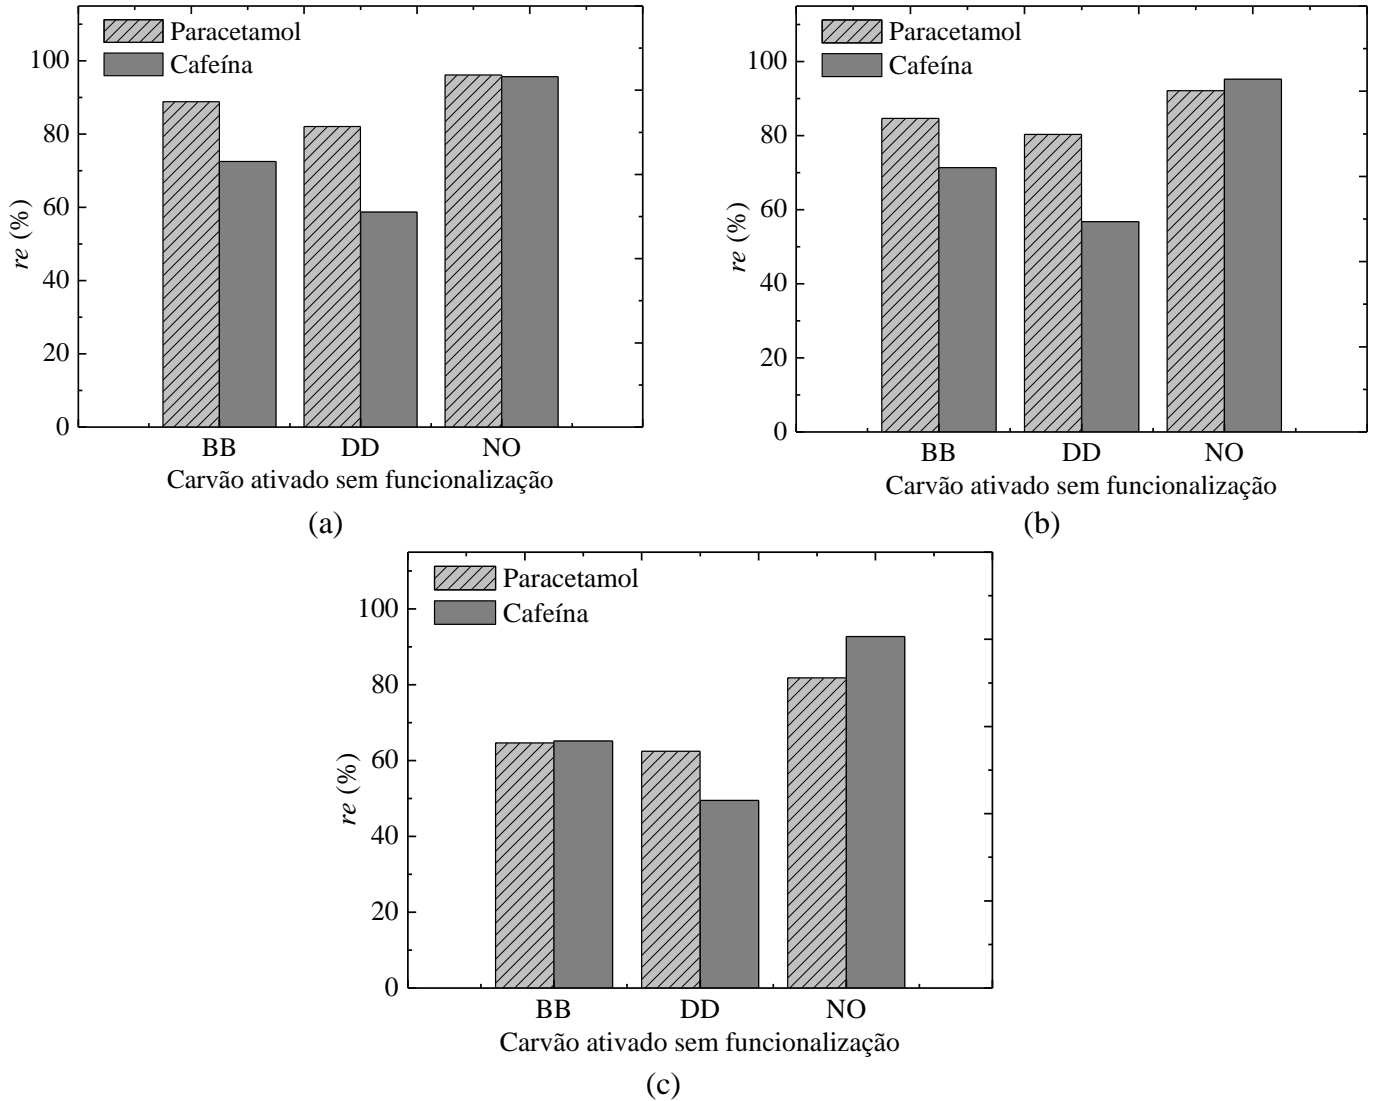 Paracetamol
Cafeína
100
80
60
40
20
0
re (%)
BB DD NO
Carvão ativado sem funcionalização
(a)
Paracetamol
Cafeína
100
80
60
40
20
0
re (%)
BB DD NO
Carvão ativado sem funcionalização
(b)
Paracetamol
Cafeína
100
80
60
40
20
0
re (%)
BB DD NO
Carvão ativado sem funcionalização
(c)